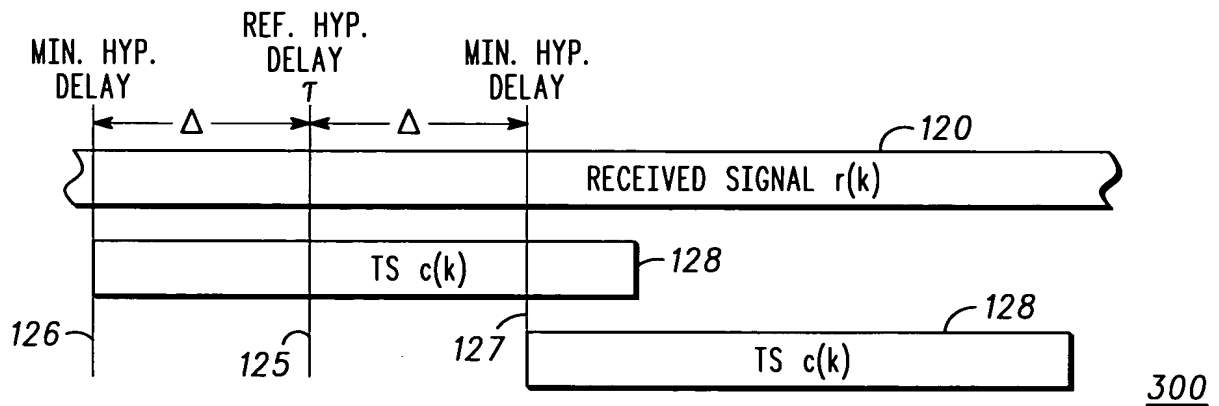 MIN. HYP.
DELAY
REF. HYP.
DELAY
τ
MIN. HYP.
DELAY
Δ
Δ
120
RECEIVED SIGNAL r(k)
TS c(k)
128
126
125
127
128
TS c(k)
300